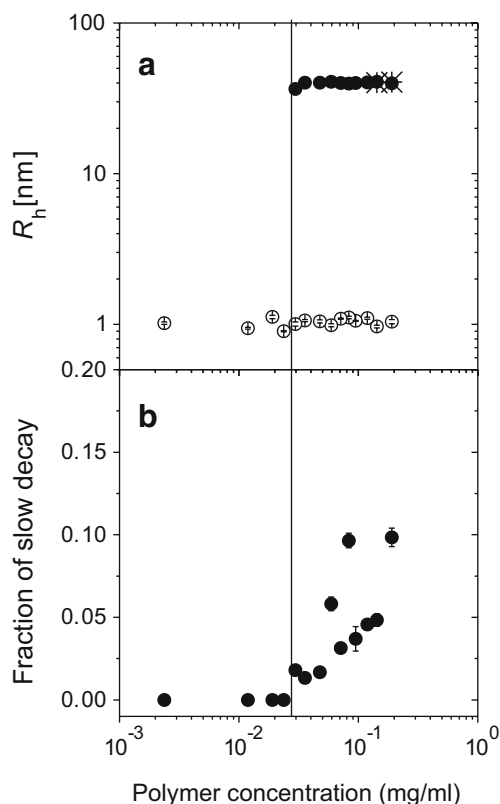 100
a
10
R_h[nm]
1
0.20
b
0.15
Fraction of slow decay
0.10
0.05
0.00
10^-3 10^-2 10^-1 10^0
Polymer concentration (mg/ml)